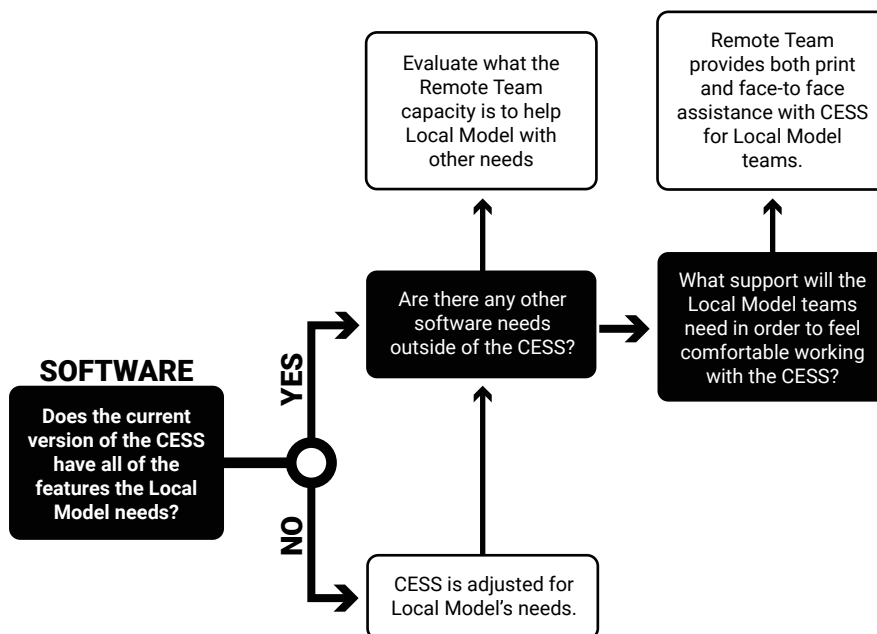 Evaluate what the
Remote Team
capacity is to help
Local Model with
other needs
Remote Team
provides both print
and face-to face
assistance with CESS
for Local Model
teams.
Are there any other
software needs
outside of the CESS?
What support will the
Local Model teams
need in order to feel
comfortable working
with the CESS?
SOFTWARE
Does the current
version of the CESS
have all of the
features the Local
Model needs?
YES
NO
CESS is adjusted for
Local Model’s needs.